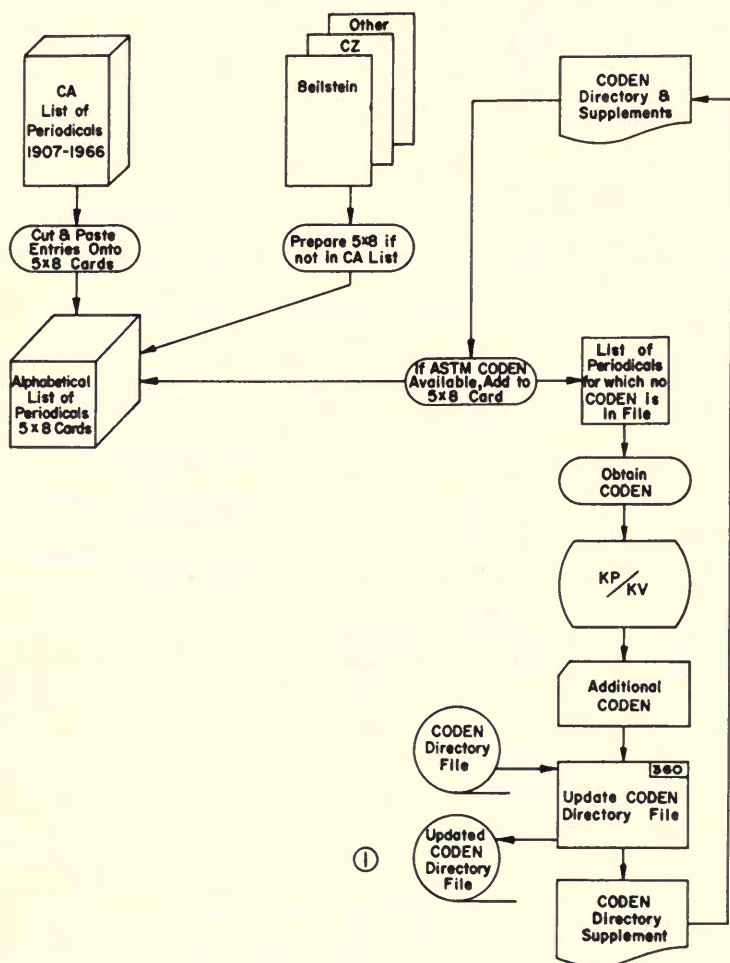 CA
List of
Periodicals
1907-1966
Other
CZ
Beilstein
CODEN
Directory &
Supplements
Cut & Paste
Entries Onto
5x8 Cards
Prepare 5x8 if
not in CA List
Alphabetical
List of
Periodicals
5 x 8 Cards
If ASTM CODEN
Available, Add to
5x8 Card
List of
Periodicals
for which no
CODEN is
in File
Obtain
CODEN
KP/KV
Additional
CODEN
CODEN
Directory
File
360
Update CODEN
Directory File
1
Updated
CODEN
Directory
File
CODEN
Directory
Supplement